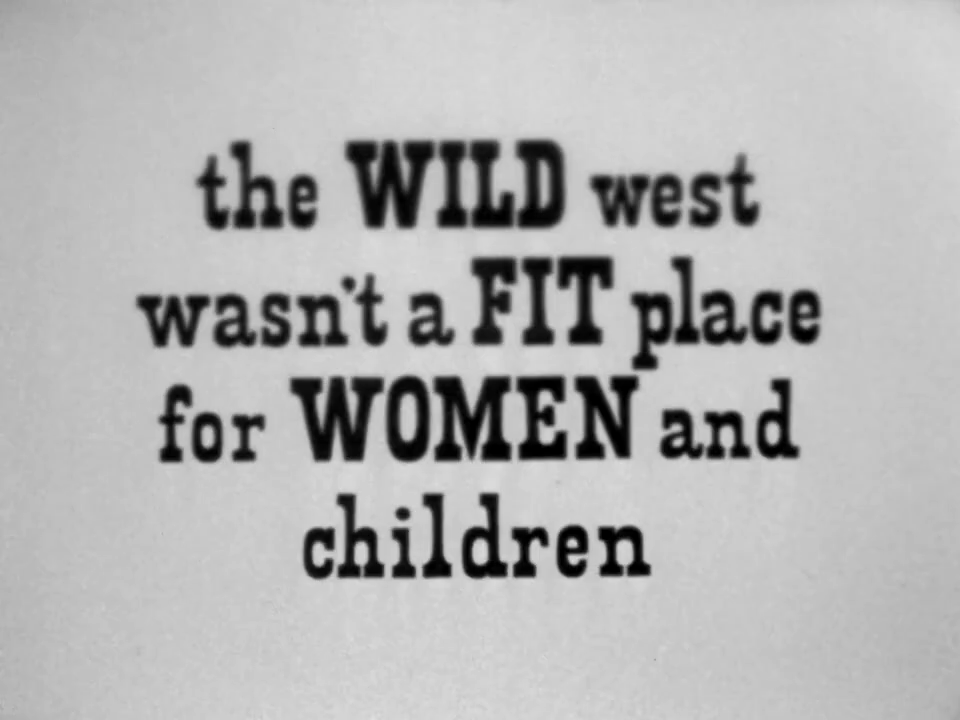 the WILD west
wasn't a FIT place
for WOMEN and
children